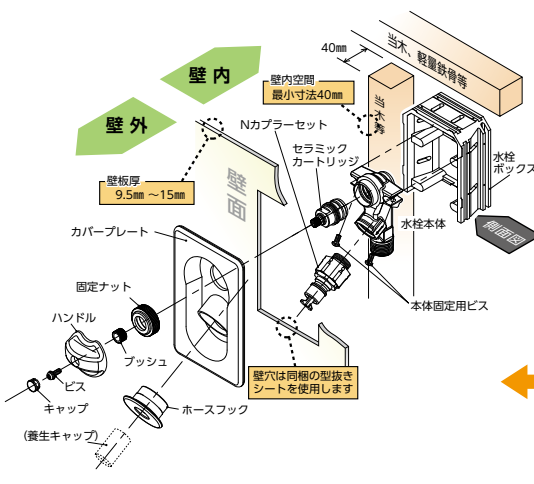 当木、軽量鉄骨等
40㎜
壁内
壁内空間
最小寸法40㎜
当木等
壁外
Nカプラーセット
セラミック
カートリッジ
水栓
ボックス
壁板厚
9.5㎜ ～15㎜
壁面
カバープレート
水栓本体
側面図
固定ナット
本体固定用ビス
ハンドル
ブッシュ
ビス
キャップ
壁穴は同梱の型抜き
シートを使用します
ホースフック
(養生キャップ)